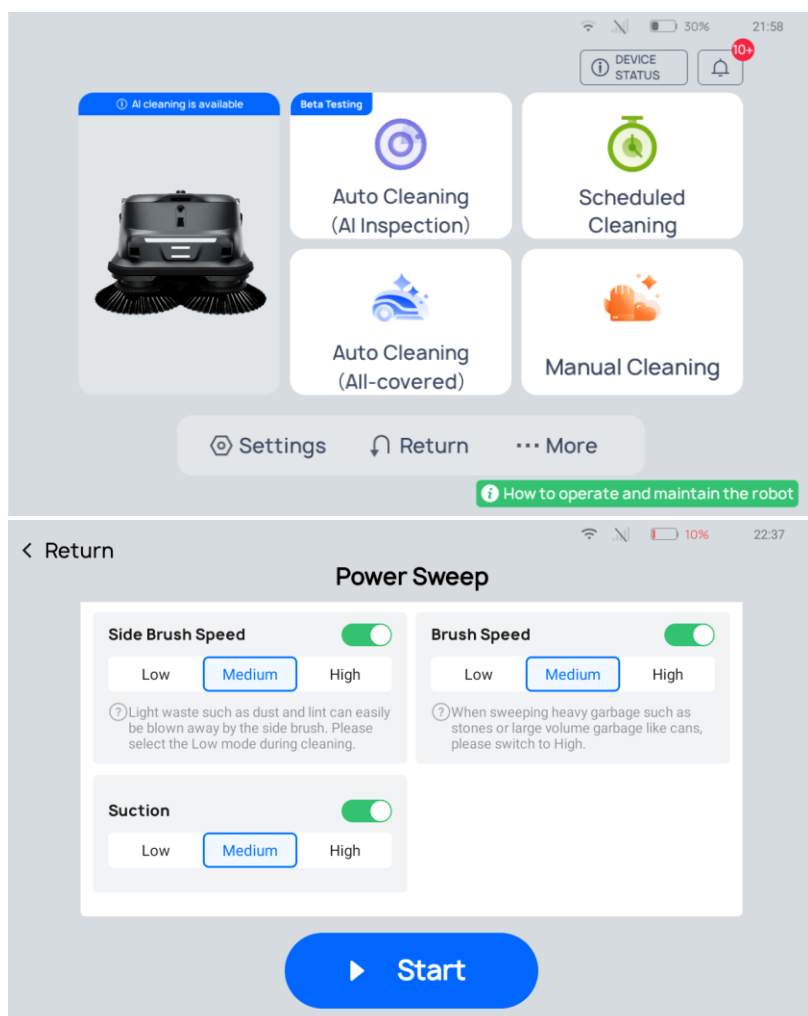 30% 21:58
DEVICE
STATUS
10+
AI cleaning is available
Beta Testing
Auto Cleaning
(AI Inspection)
Scheduled
Cleaning
Auto Cleaning
(All-covered)
Manual Cleaning
Settings
Return
More
How to operate and maintain the robot
10% 22:37
< Return
Power Sweep
Side Brush Speed
Low Medium High
Light waste such as dust and lint can easily
be blown away by the side brush. Please
select the Low mode during cleaning.
Brush Speed
Low Medium High
When sweeping heavy garbage such as
stones or large volume garbage like cans,
please switch to High.
Suction
Low Medium High
Start